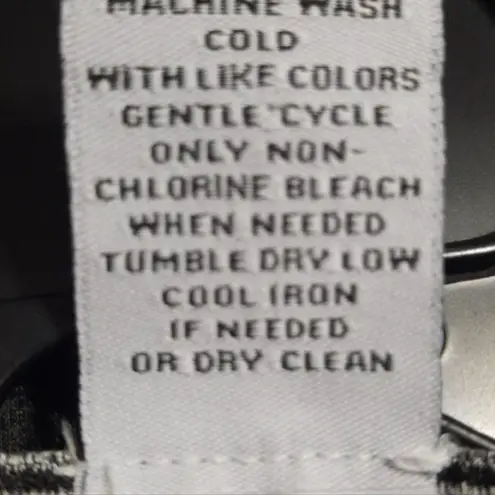 MACHINE WASH
COLD
WITH LIKE COLORS
GENTLE CYCLE
ONLY NON-
CHLORINE BLEACH
WHEN NEEDED
TUMBLE DRY LOW
COOL IRON
IF NEEDED
OR DRY CLEAN